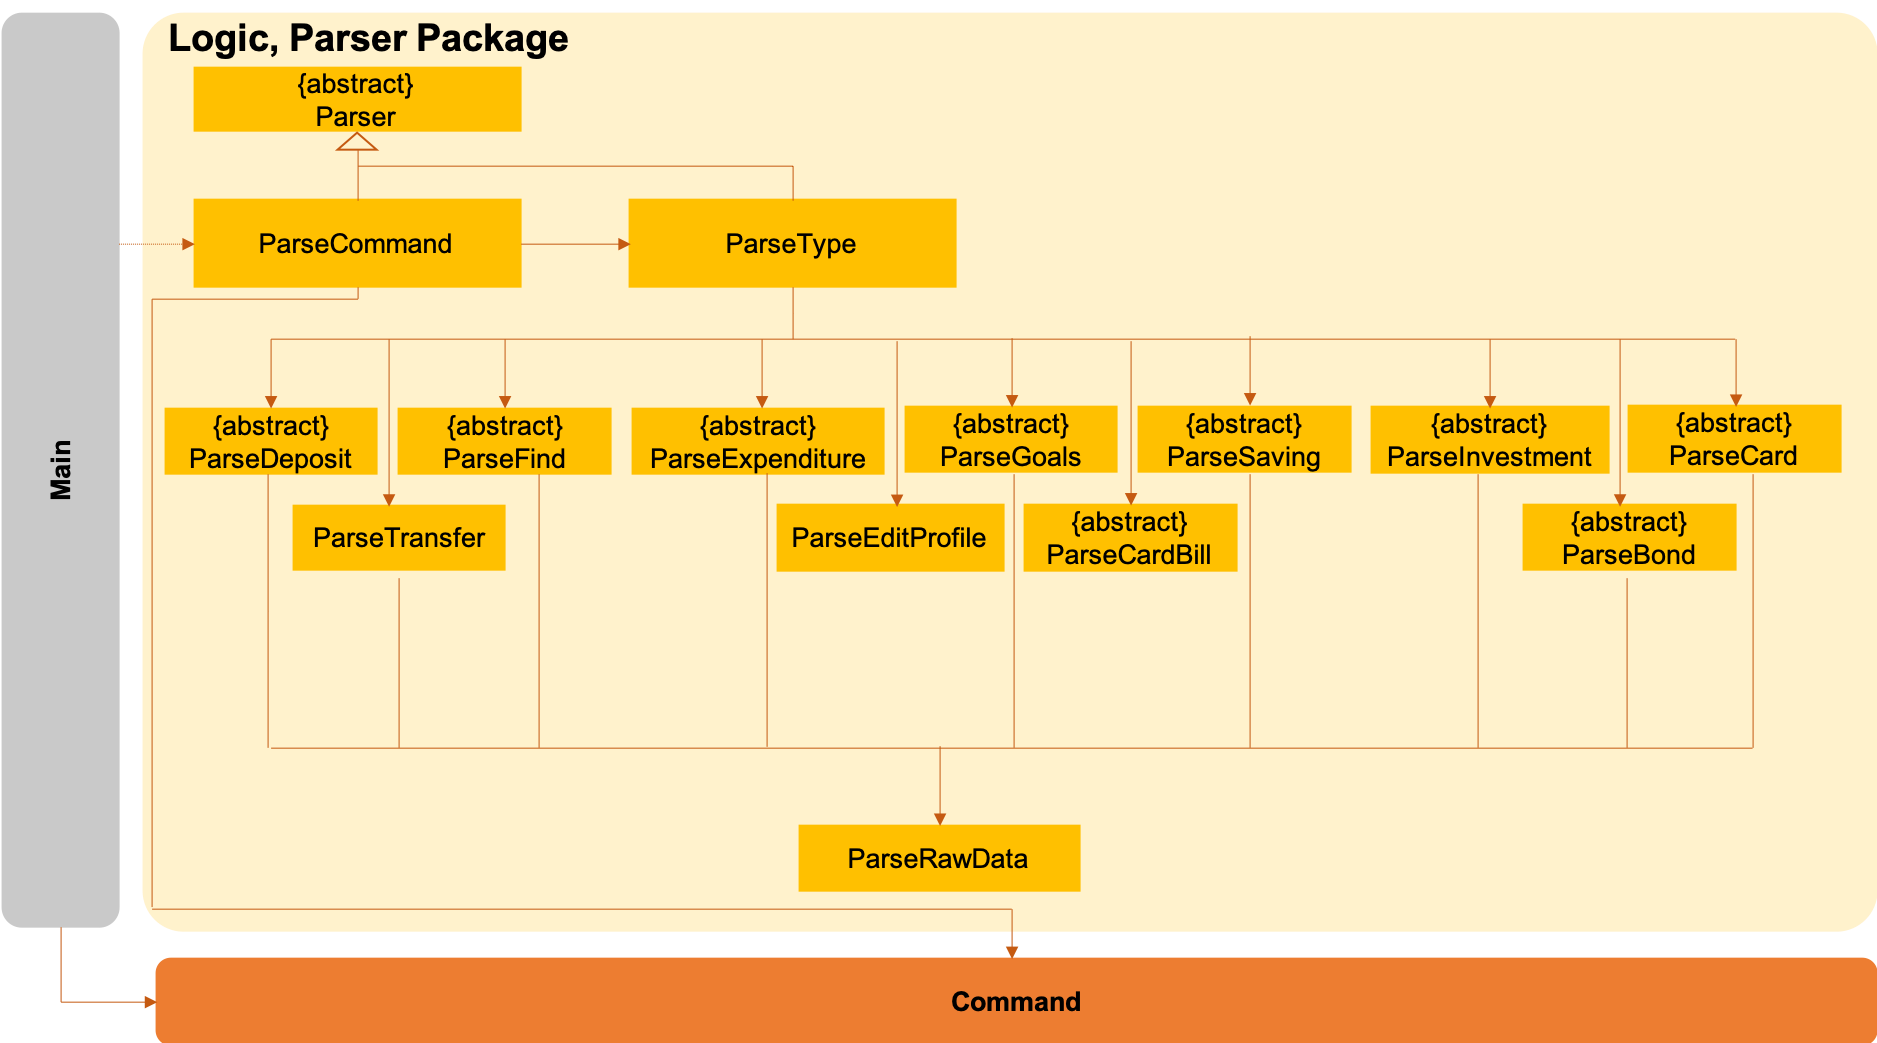 Logic, Parser Package
{abstract}
Parser
ParseCommand
ParseType
Main
{abstract}
ParseDeposit
{abstract}
ParseFind
{abstract}
ParseExpenditure
{abstract}
ParseGoals
{abstract}
ParseSaving
{abstract}
ParseInvestment
{abstract}
ParseCard
ParseTransfer
ParseEditProfile
{abstract}
ParseCardBill
{abstract}
ParseBond
ParseRawData
Command